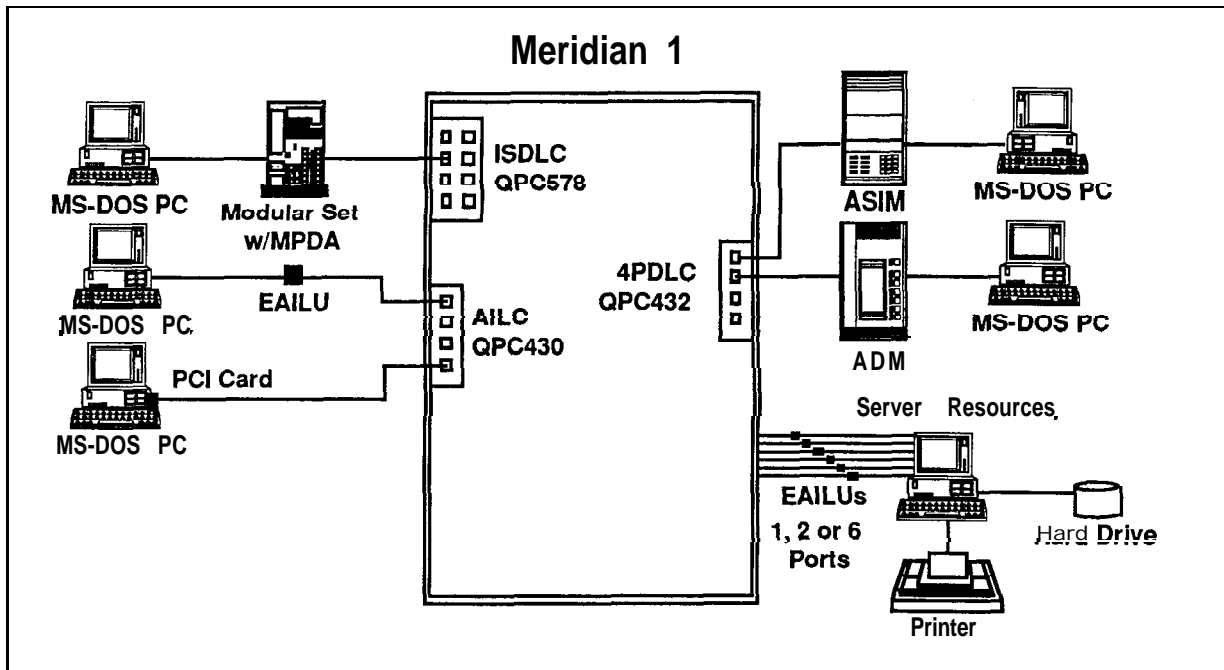 Meridian 1
MS-DOS PC
Modular Set
w/MPDA
ISDLC
QPC578
MS-DOS PC
EAILU
AILC
QPC430
PCI Card
MS-DOS PC
ASIM
MS-DOS PC
4PDLC
QPC432
ADM
MS-DOS PC
Server Resources
EAILUs
1, 2 or 6
Ports
Hard Drive
Printer